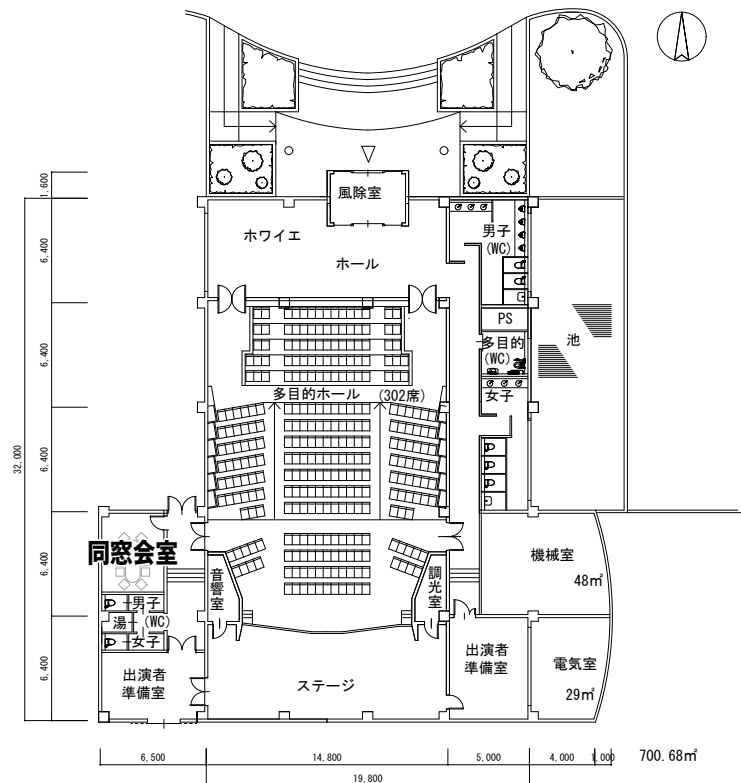 風除室
ホワイエ
ホール
男子
(WC)
PS
多目的
(WC)
女子
池
多目的ホール (302席)
同窓会室
音響室
調光室
機械室
48㎡
男子
湯 (WC)
女子
出演者
準備室
ステージ
出演者
準備室
電気室
29㎡
1,600
6,400
6,400
6,400
6,400
6,400
32,000
6,500
14,800
5,000
4,000
1,000
19,800
700.68㎡